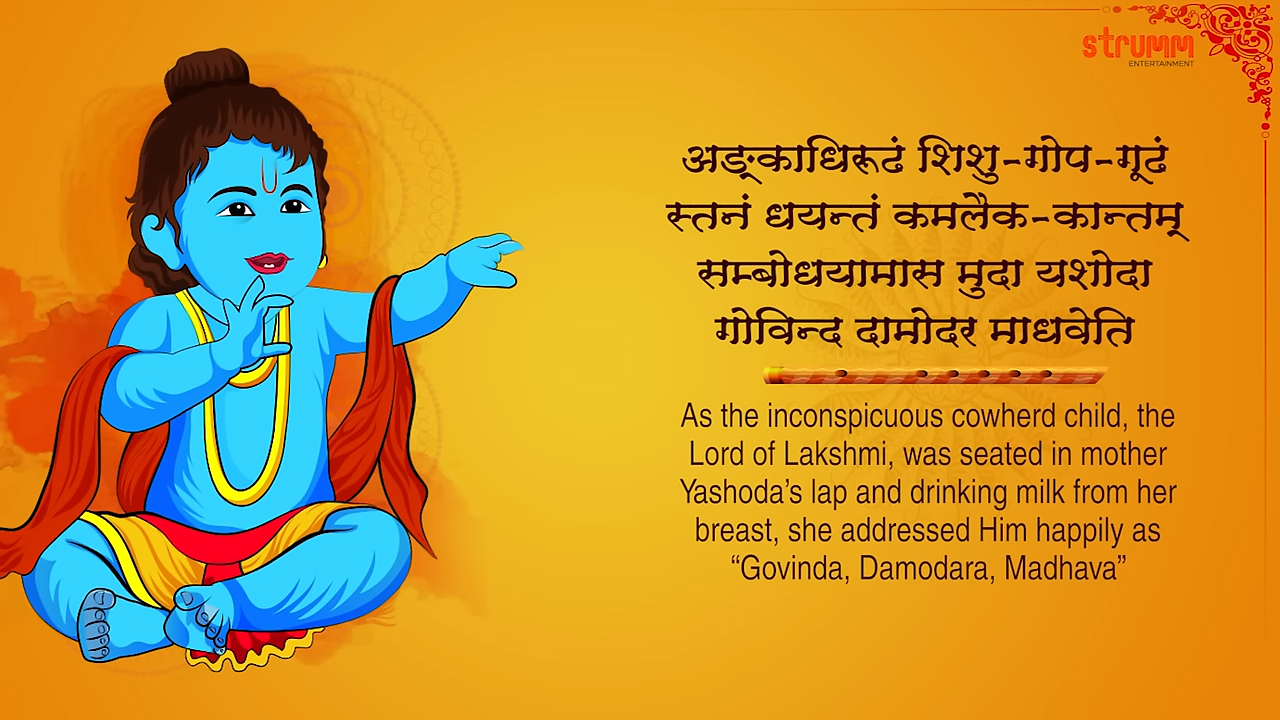 strumm
ENTERTAINMENT
अङ्काधिरूढं शिशु-गोप-गूढं
स्तनं धयन्तं कमलैक-कान्तम्
सम्बोधयामास मुदा यशोदा
गोविन्द दामोदर माधवेति
As the inconspicuous cowherd child, the
Lord of Lakshmi, was seated in mother
Yashoda’s lap and drinking milk from her
breast, she addressed Him happily as
“Govinda, Damodara, Madhava”